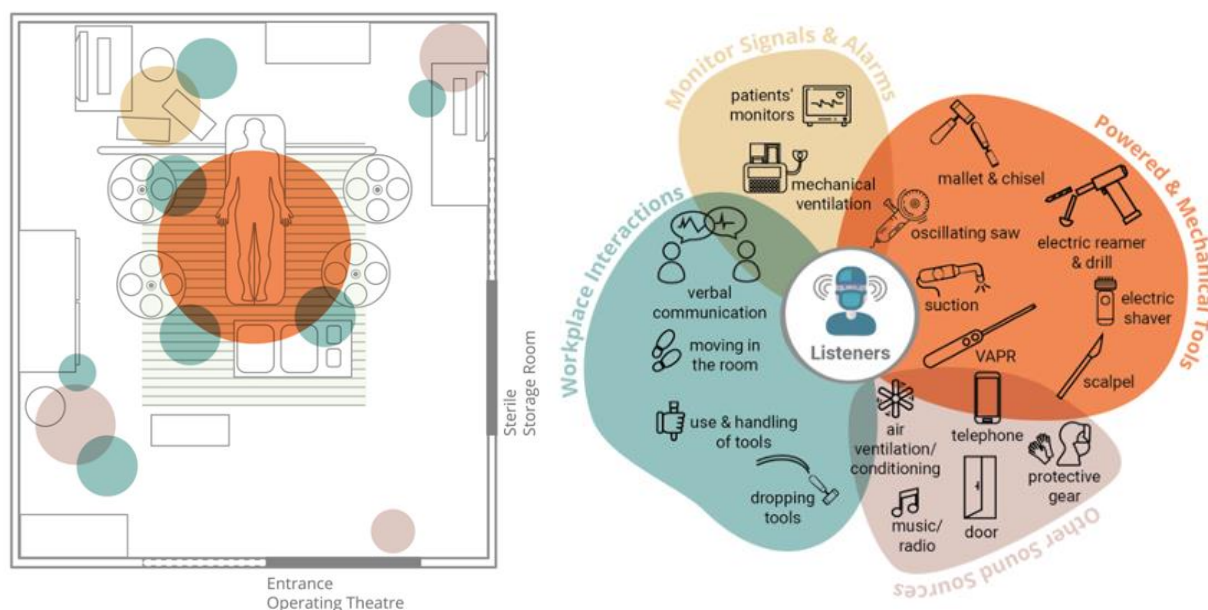 Sterile
Storage Room
Entrance
Operating Theatre
Monitor Signals & Alarms
patients'
monitors
mechanical
ventilation
Powered & Mechanical Tools
mallet & chisel
oscillating saw
electric reamer
& drill
suction
electric
shaver
VAPR
scalpel
Workplace Interactions
verbal
communication
moving in
the room
use & handling
of tools
dropping
tools
Listeners
air
ventilation/
conditioning
telephone
protective
gear
music/
radio
door
Other Sound Sources